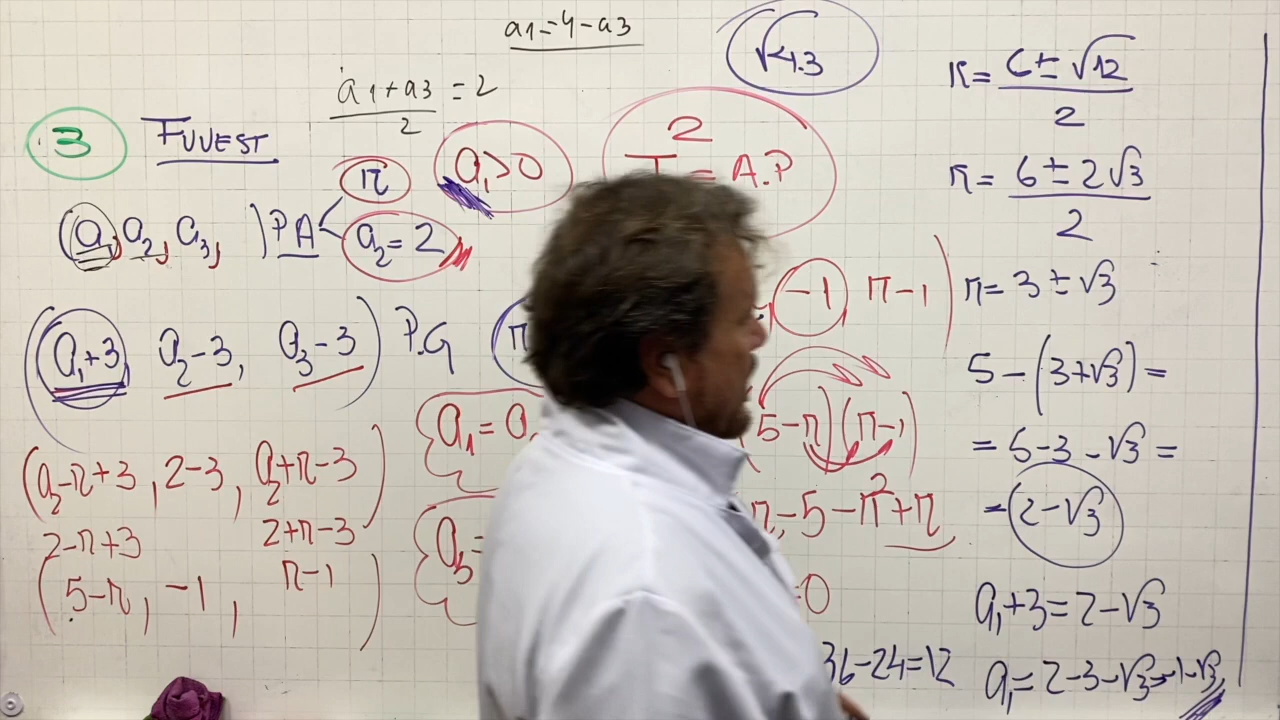 a1=4-a3
a1+a3 / 2 = 2
√4.3
3 FUVEST
r
a₁>0
2
= A.P
(a₁, a₂, a₃, ) PA
a₂ = 2
(a₁+3 a₂-3, a₃-3) P.G
-1 r-1)
a₁ =
(5-r)(r-1)
(a₂-r+3, 2-3, a₂+r-3)
2-r+3 2+r-3
(5-r, -1, r-1)
a₃ =
r-5-r²+r
=0
36-24=12
r= 6±√12 / 2
r= 6±2√3 / 2
r= 3±√3
5-(3+√3)=
=5-3-√3=
=(2-√3)
a₁+3=2-√3
a₁=2-3-√3=-1-√3